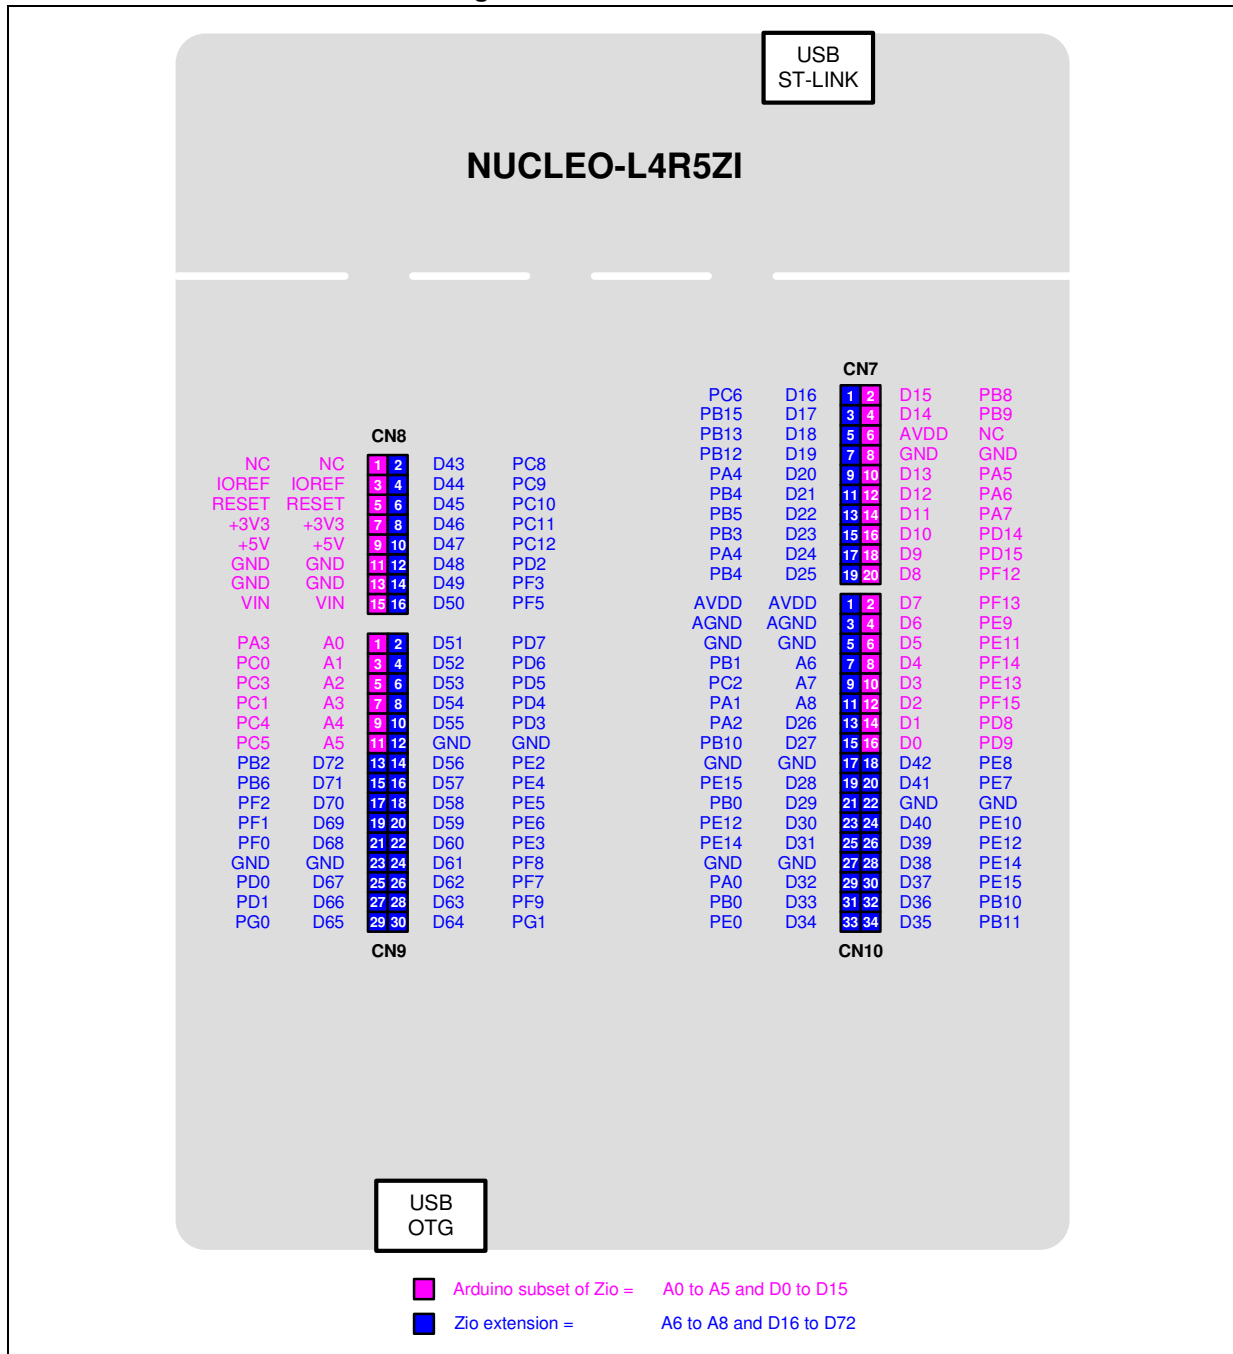 USB
ST-LINK
NUCLEO-L4R5ZI
CN7
PC6 D16 1 2 D15 PB8
PB15 D17 3 4 D14 PB9
PB13 D18 5 6 AVDD NC
PB12 D19 7 8 GND GND
PA4 D20 9 10 D13 PA5
PB4 D21 11 12 D12 PA6
PB5 D22 13 14 D11 PA7
PB3 D23 15 16 D10 PD14
PA4 D24 17 18 D9 PD15
PB4 D25 19 20 D8 PF12
CN8
NC NC 1 2 D43 PC8
IOREF IOREF 3 4 D44 PC9
RESET RESET 5 6 D45 PC10
+3V3 +3V3 7 8 D46 PC11
+5V +5V 9 10 D47 PC12
GND GND 11 12 D48 PD2
GND GND 13 14 D49 PF3
VIN VIN 15 16 D50 PF5
PA3 A0 1 2 D51 PD7
PC0 A1 3 4 D52 PD6
PC3 A2 5 6 D53 PD5
PC1 A3 7 8 D54 PD4
PC4 A4 9 10 D55 PD3
PC5 A5 11 12 GND GND
PB2 D72 13 14 D56 PE2
PB6 D71 15 16 D57 PE4
PF2 D70 17 18 D58 PE5
PF1 D69 19 20 D59 PE6
PF0 D68 21 22 D60 PE3
GND GND 23 24 D61 PF8
PD0 D67 25 26 D62 PF7
PD1 D66 27 28 D63 PF9
PG0 D65 29 30 D64 PG1
CN9
AVDD AVDD 1 2 D7 PF13
AGND AGND 3 4 D6 PE9
GND GND 5 6 D5 PE11
PB1 A6 7 8 D4 PF14
PC2 A7 9 10 D3 PE13
PA1 A8 11 12 D2 PF15
PA2 D26 13 14 D1 PD8
PB10 D27 15 16 D0 PD9
GND GND 17 18 D42 PE8
PE15 D28 19 20 D41 PE7
PB0 D29 21 22 GND GND
PE12 D30 23 24 D40 PE10
PE14 D31 25 26 D39 PE12
GND GND 27 28 D38 PE14
PA0 D32 29 30 D37 PE15
PB0 D33 31 32 D36 PB10
PE0 D34 33 34 D35 PB11
CN10
USB
OTG
Arduino subset of Zio = A0 to A5 and D0 to D15
Zio extension = A6 to A8 and D16 to D72